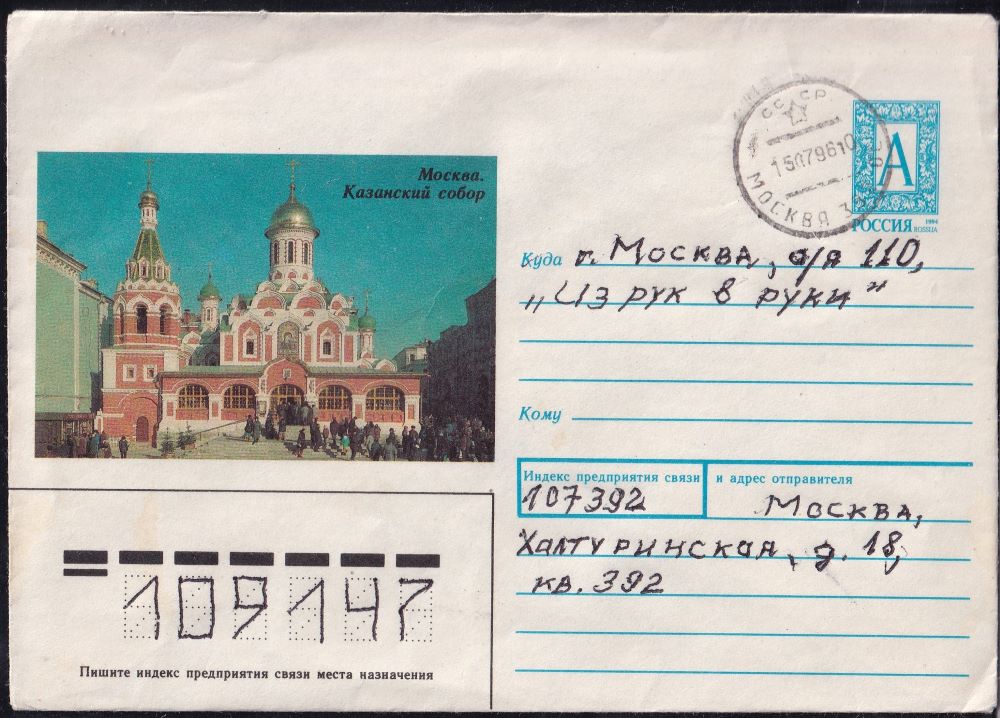 Москва.
Казанский собор
СССР
15079610
МОСКВА
А
РОССИЯ 1994
ROSSIJA
Куда г. Москва, а/я 110,
„Из рук в руки"
Кому
Индекс предприятия связи и адрес отправителя
107392 Москва,
Халтуринская, д. 18,
кв. 392
109147
Пишите индекс предприятия связи места назначения